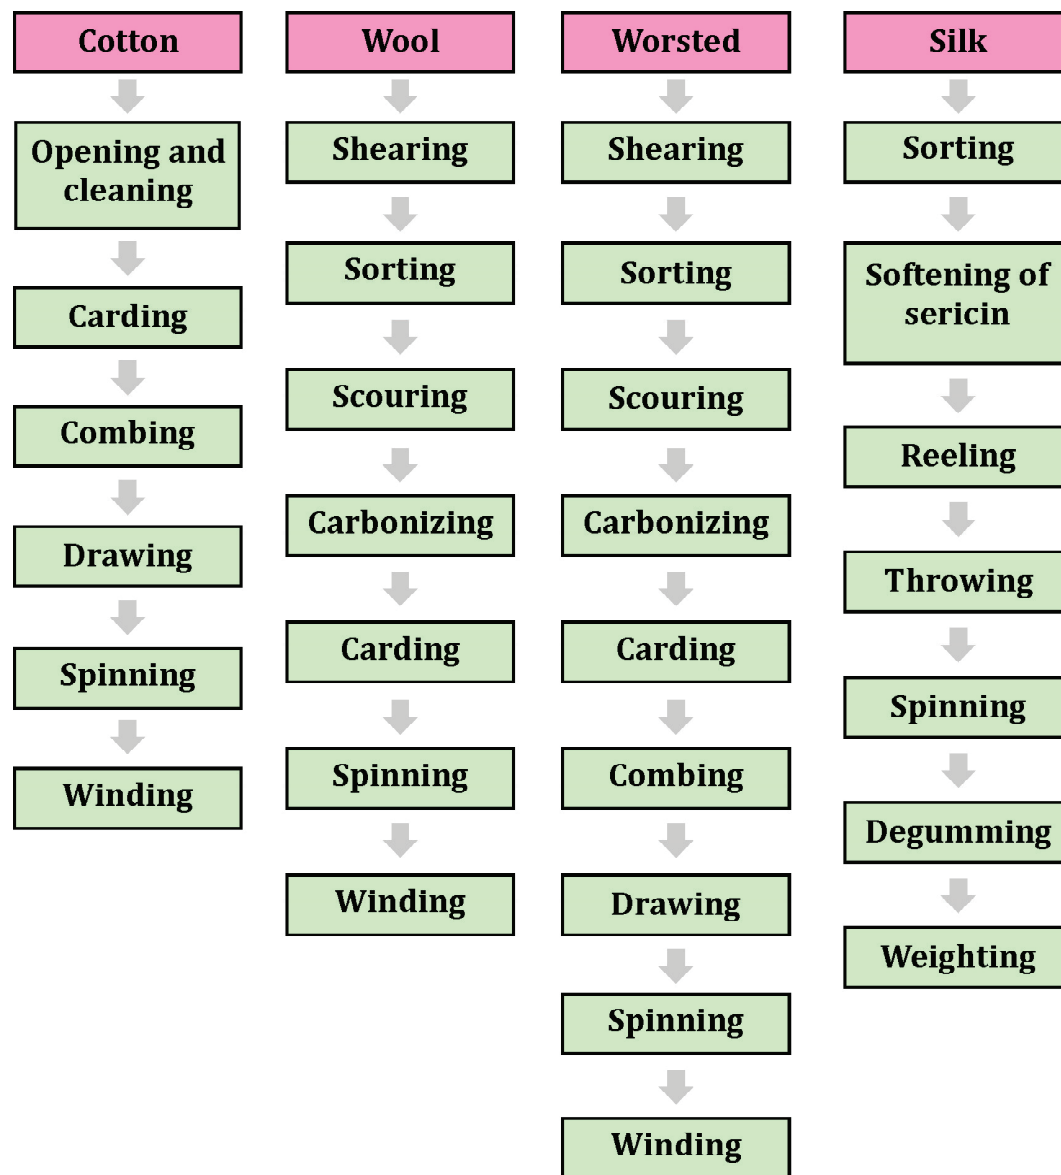 Cotton
Opening and
cleaning
Carding
Combing
Drawing
Spinning
Winding
Wool
Shearing
Sorting
Scouring
Carbonizing
Carding
Spinning
Winding
Worsted
Shearing
Sorting
Scouring
Carbonizing
Carding
Combing
Drawing
Spinning
Winding
Silk
Sorting
Softening of
sericin
Reeling
Throwing
Spinning
Degumming
Weighting